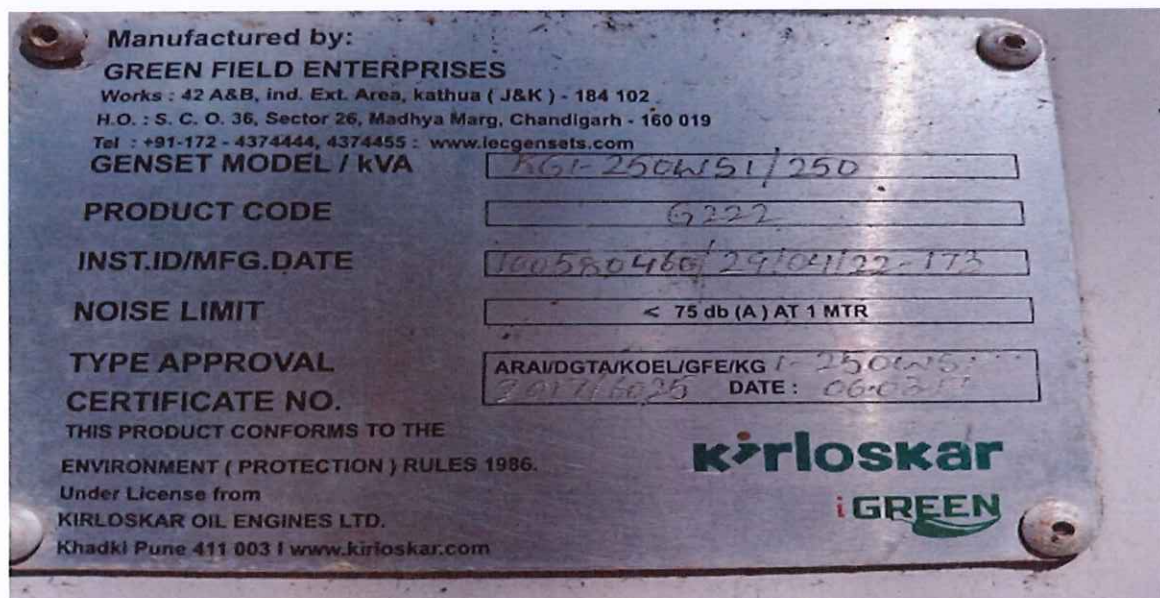 Manufactured by:
GREEN FIELD ENTERPRISES
Works : 42 A&B, ind. Ext. Area, kathua ( J&K ) - 184 102
H.O. : S. C. O. 36, Sector 26, Madhya Marg, Chandigarh - 160 019
Tel : +91-172 - 4374444, 4374455 : www.lecgensets.com
GENSET MODEL / kVA KG1-250WS1/250
PRODUCT CODE G222
INST.ID/MFG.DATE 29/04/22-173
NOISE LIMIT < 75 db (A) AT 1 MTR
TYPE APPROVAL ARAI/DGTA/KOEL/GFE/KG 1-250WS1
CERTIFICATE NO. DATE :
THIS PRODUCT CONFORMS TO THE
ENVIRONMENT ( PROTECTION ) RULES 1986.
Under License from
KIRLOSKAR OIL ENGINES LTD.
Khadki Pune 411 003 I www.kirloskar.com
kirloskar
iGREEN